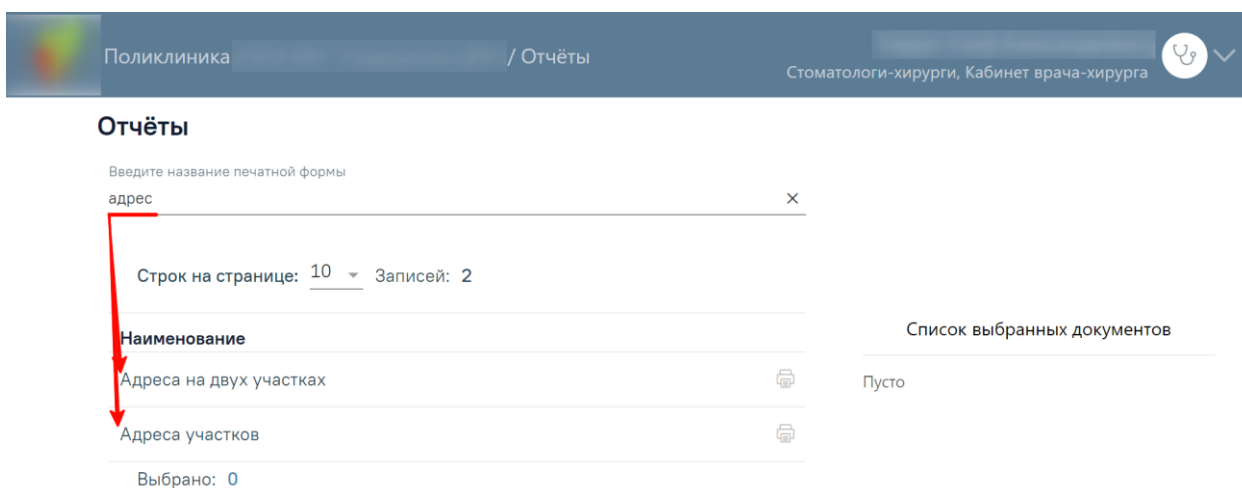 Поликлиника / Отчёты
Стоматологи-хирурги, Кабинет врача-хирурга
Отчёты
Введите название печатной формы
адрес
Строк на странице: 10 Записей: 2
Наименование
Список выбранных документов
Адреса на двух участках
Пусто
Адреса участков
Выбрано: 0